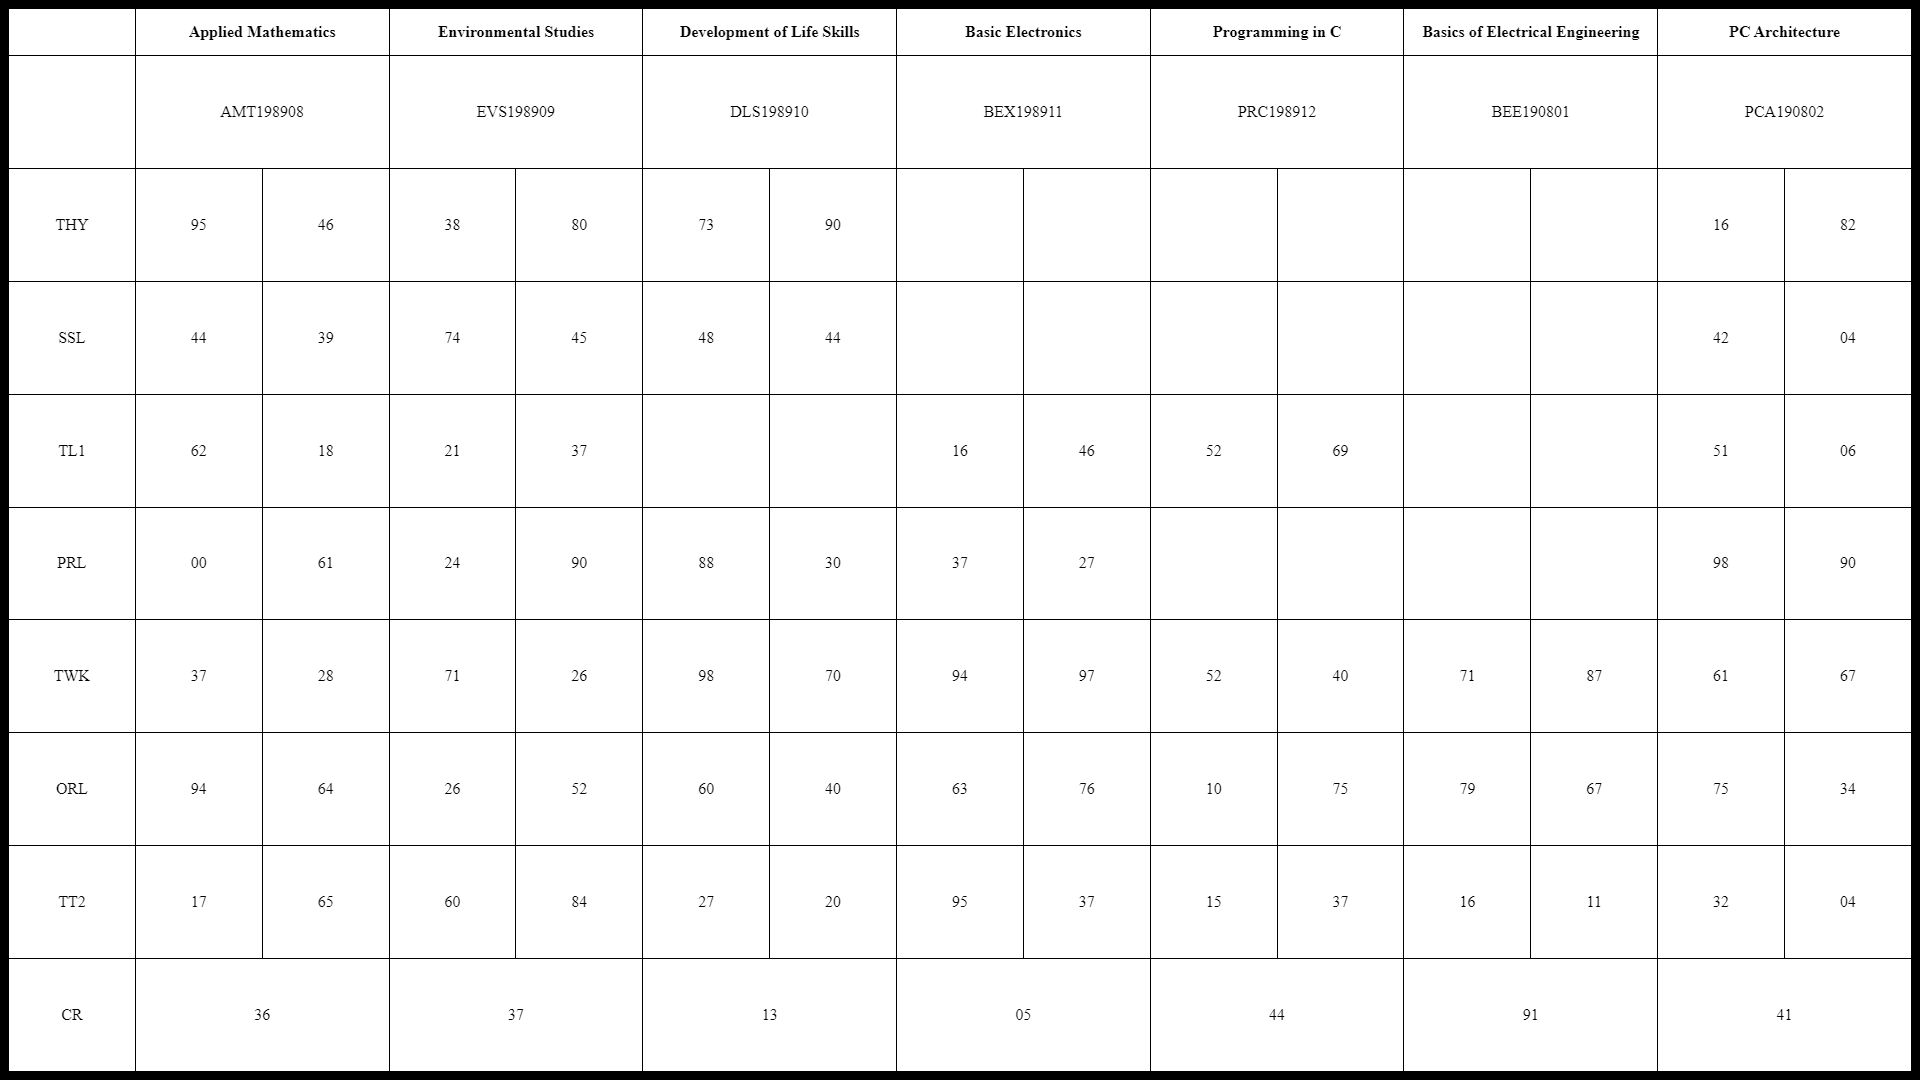 Applied Mathematics Environmental Studies Development of Life Skills Basic Electronics Programming in C Basics of Electrical Engineering PC Architecture
AMT198908 EVS198909 DLS198910 BEX198911 PRC198912 BEE190801 PCA190802
THY 95 46 38 80 73 90 16 82
SSL 44 39 74 45 48 44 42 04
TL1 62 18 21 37 16 46 52 69 51 06
PRL 00 61 24 90 88 30 37 27 98 90
TWK 37 28 71 26 98 70 94 97 52 40 71 87 61 67
ORL 94 64 26 52 60 40 63 76 10 75 79 67 75 34
TT2 17 65 60 84 27 20 95 37 15 37 16 11 32 04
CR 36 37 13 05 44 91 41